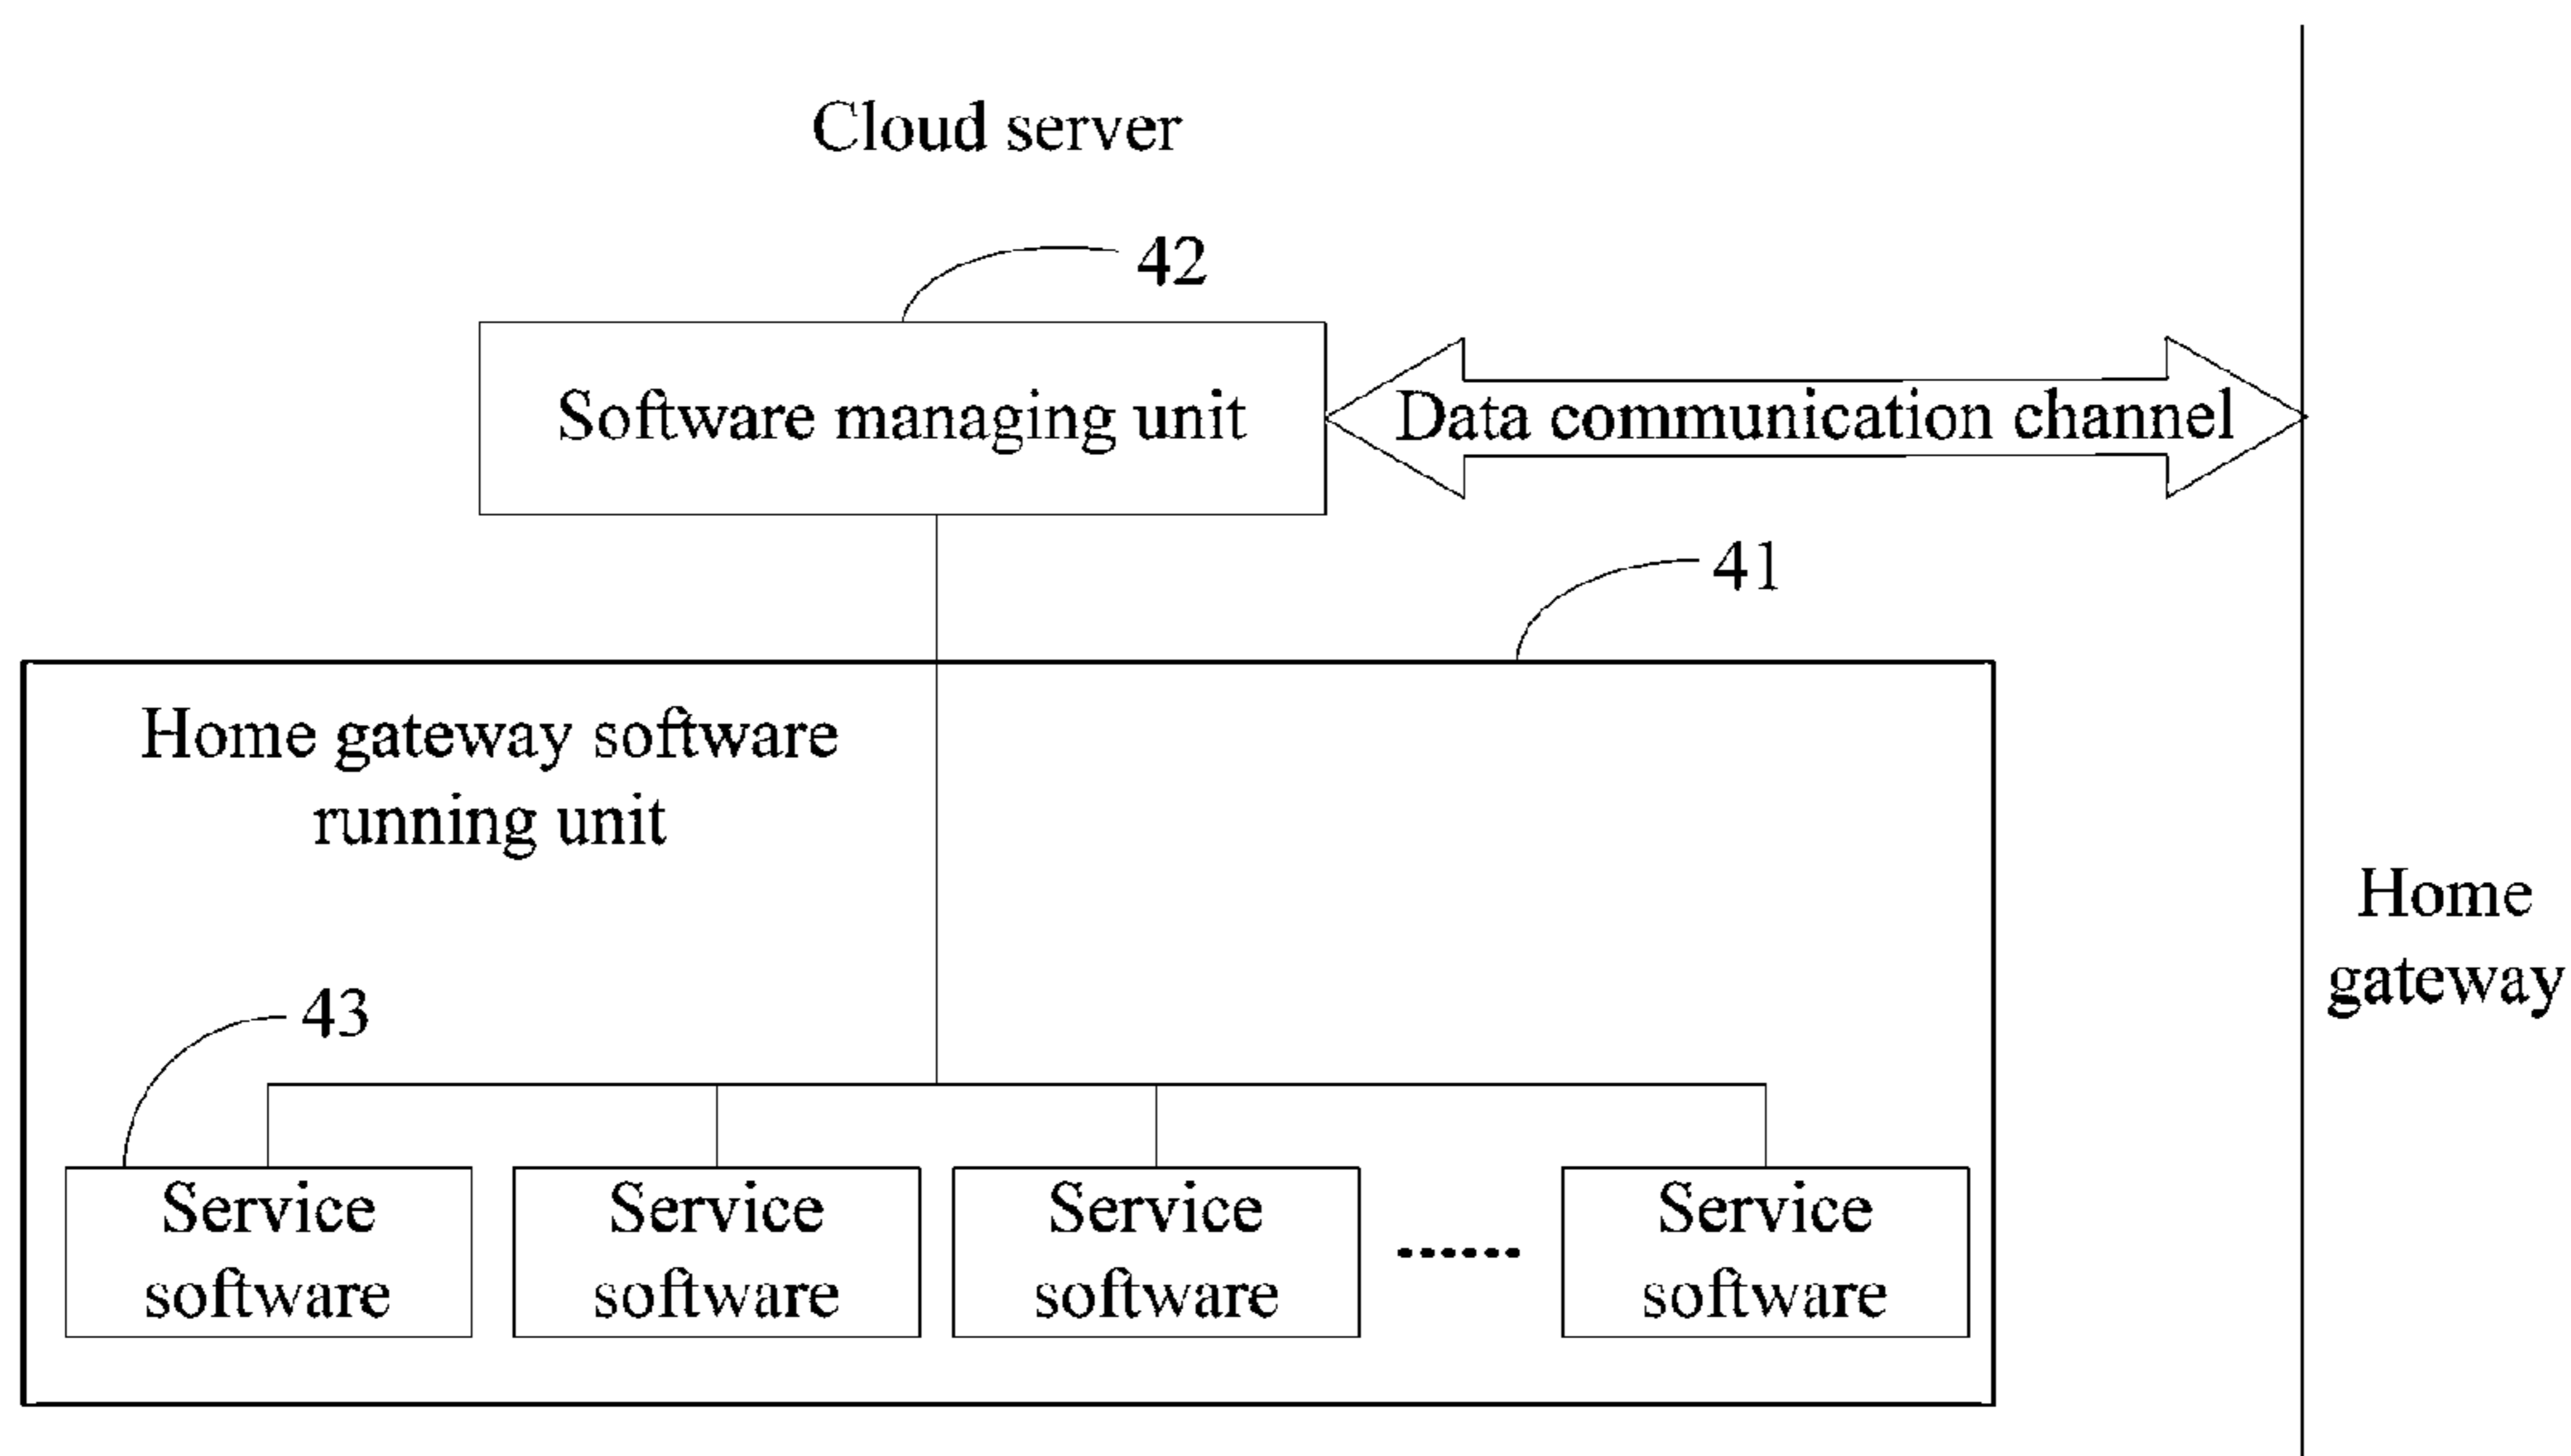 Cloud server
42
Software managing unit
Data communication channel
41
Home gateway software
running unit
Home
gateway
43
Service
software
Service
software
Service
software
......
Service
software